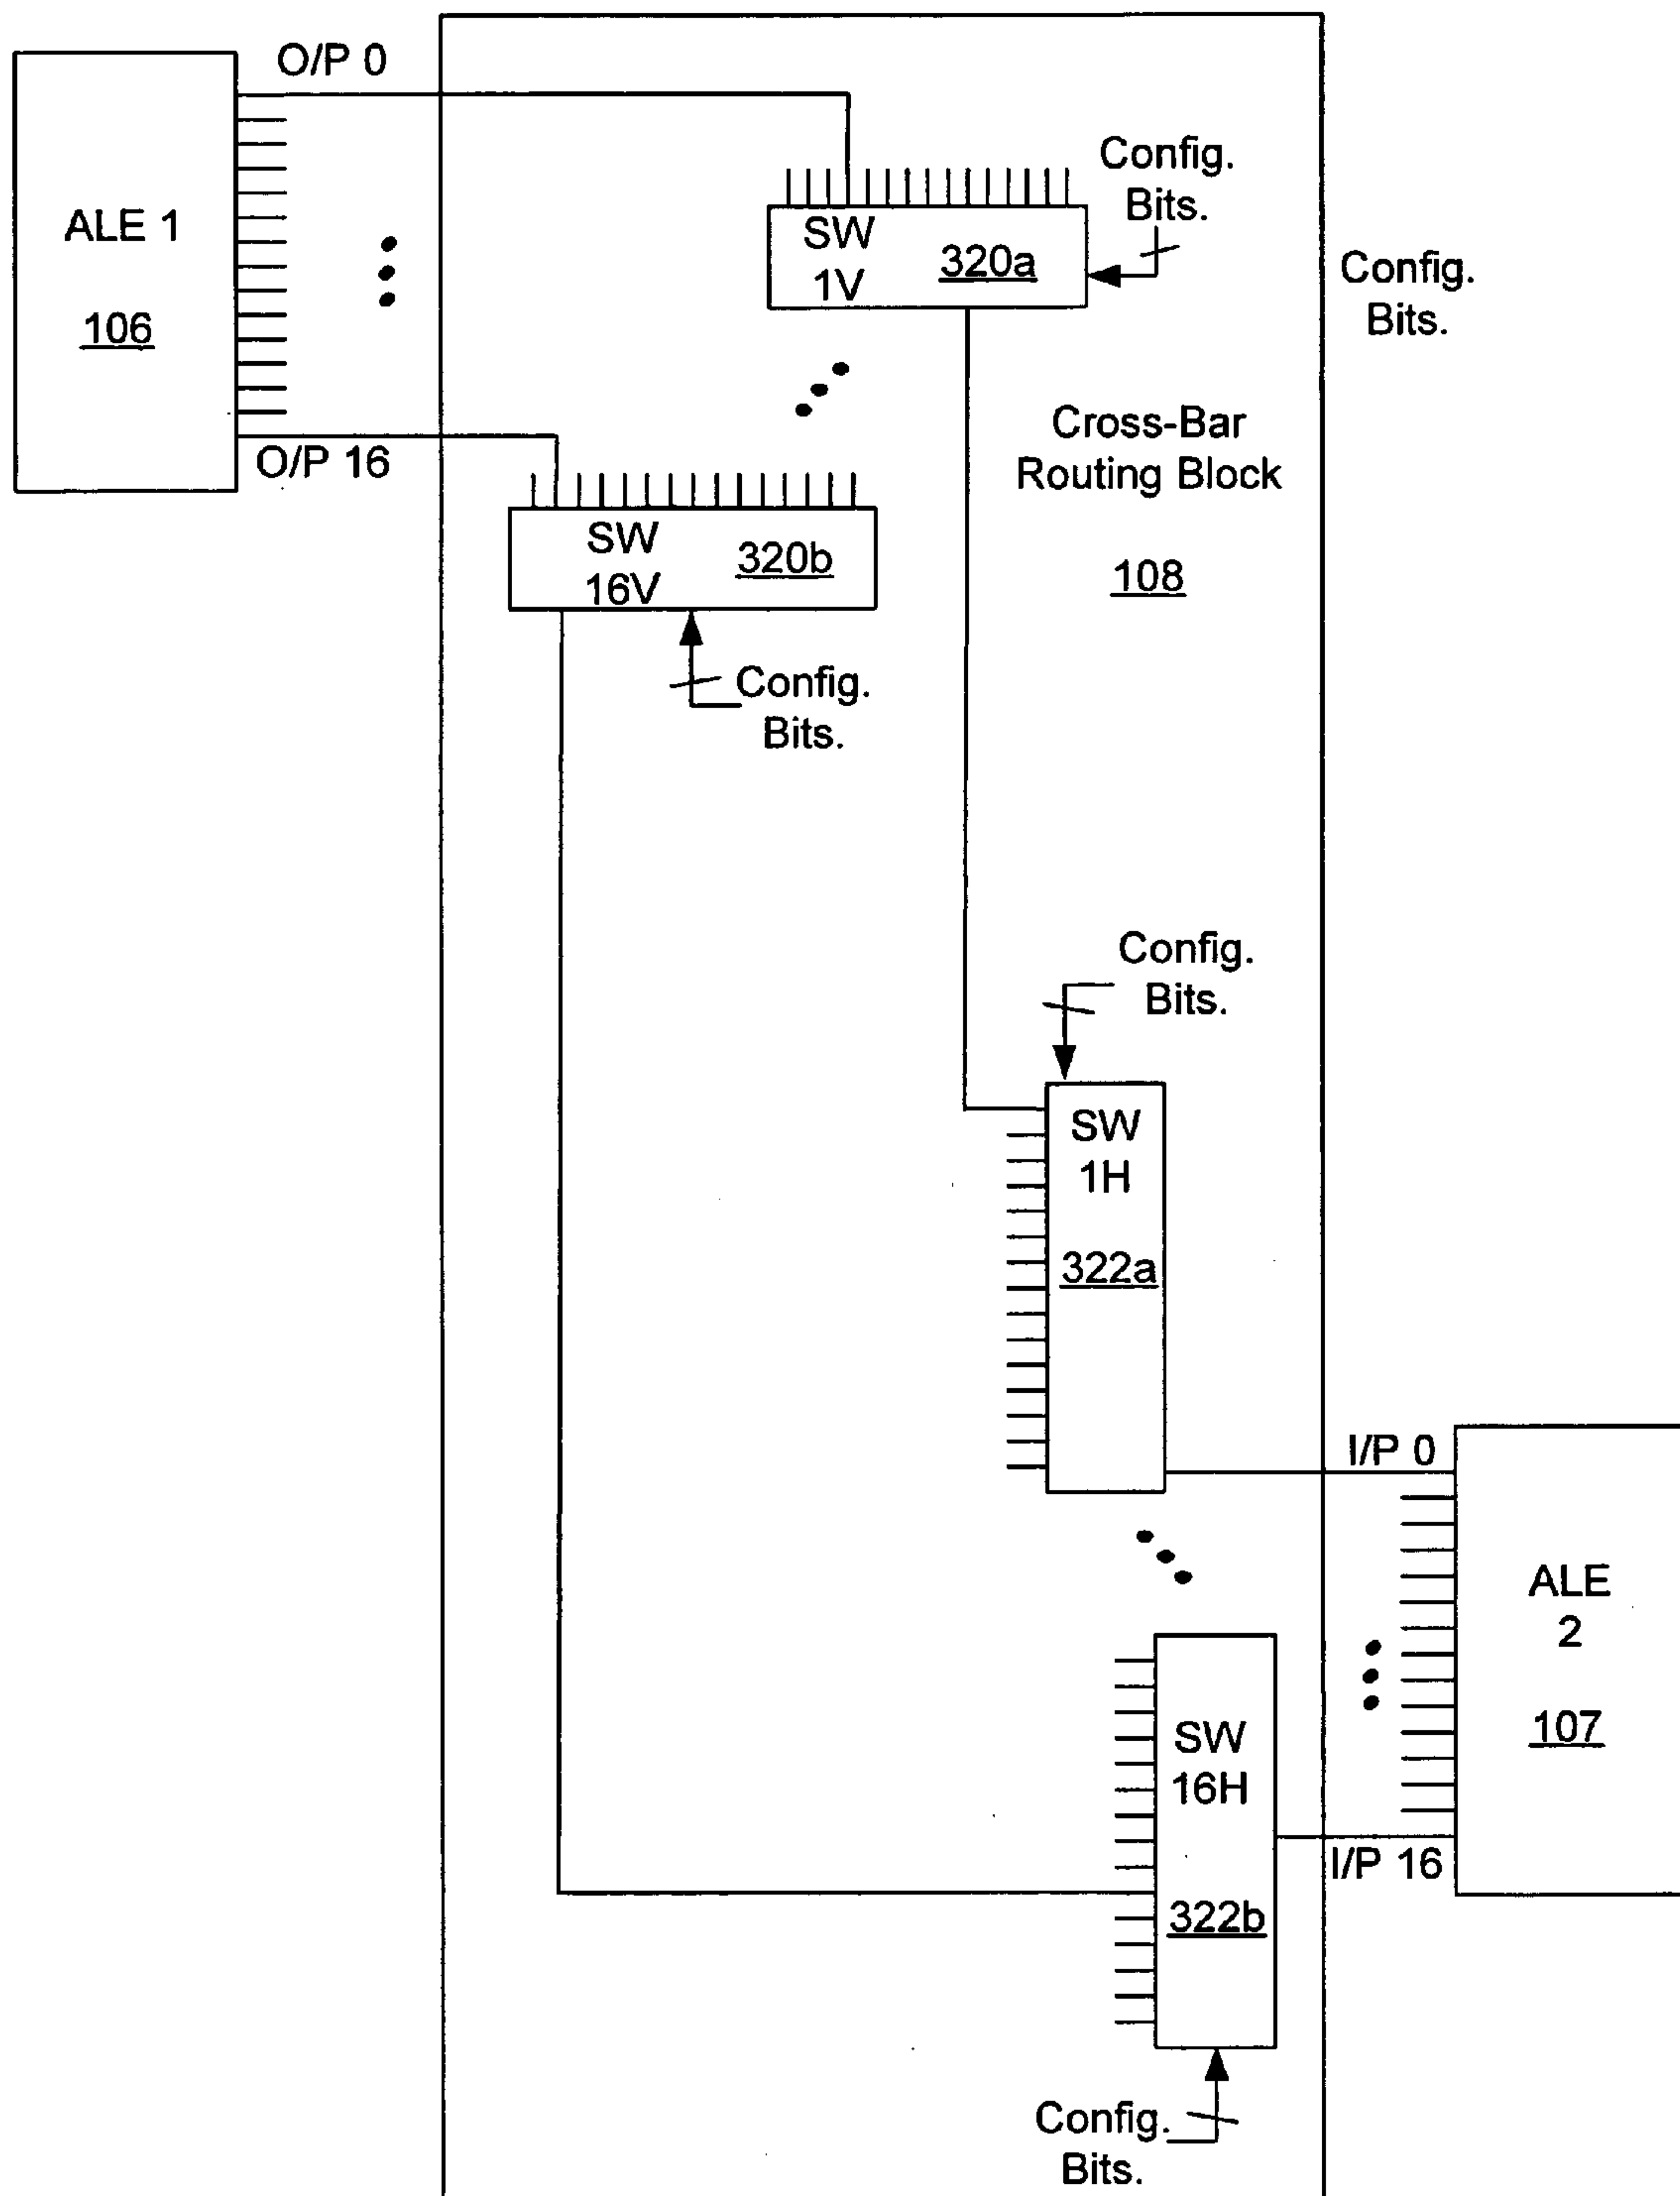 O/P 0
ALE 1
106
O/P 16
Config.
Bits.
SW
1V
320a
Config.
Bits.
Cross-Bar
Routing Block
108
SW
16V
320b
Config.
Bits.
Config.
Bits.
SW
1H
322a
I/P 0
ALE
2
107
SW
16H
322b
I/P 16
Config.
Bits.